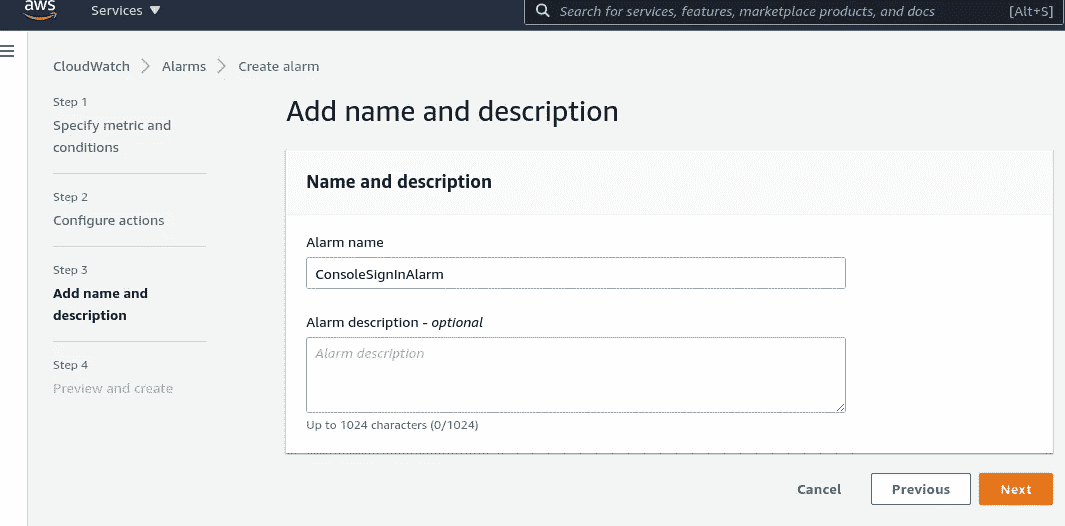 aws
Services ▼
Search for services, features, marketplace products, and docs
[Alt+S]
CloudWatch > Alarms > Create alarm
Step 1
Specify metric and
conditions
Step 2
Configure actions
Step 3
Add name and
description
Step 4
Preview and create
Add name and description
Name and description
Alarm name
ConsoleSignInAlarm
Alarm description - optional
Alarm description
Up to 1024 characters (0/1024)
Cancel
Previous
Next